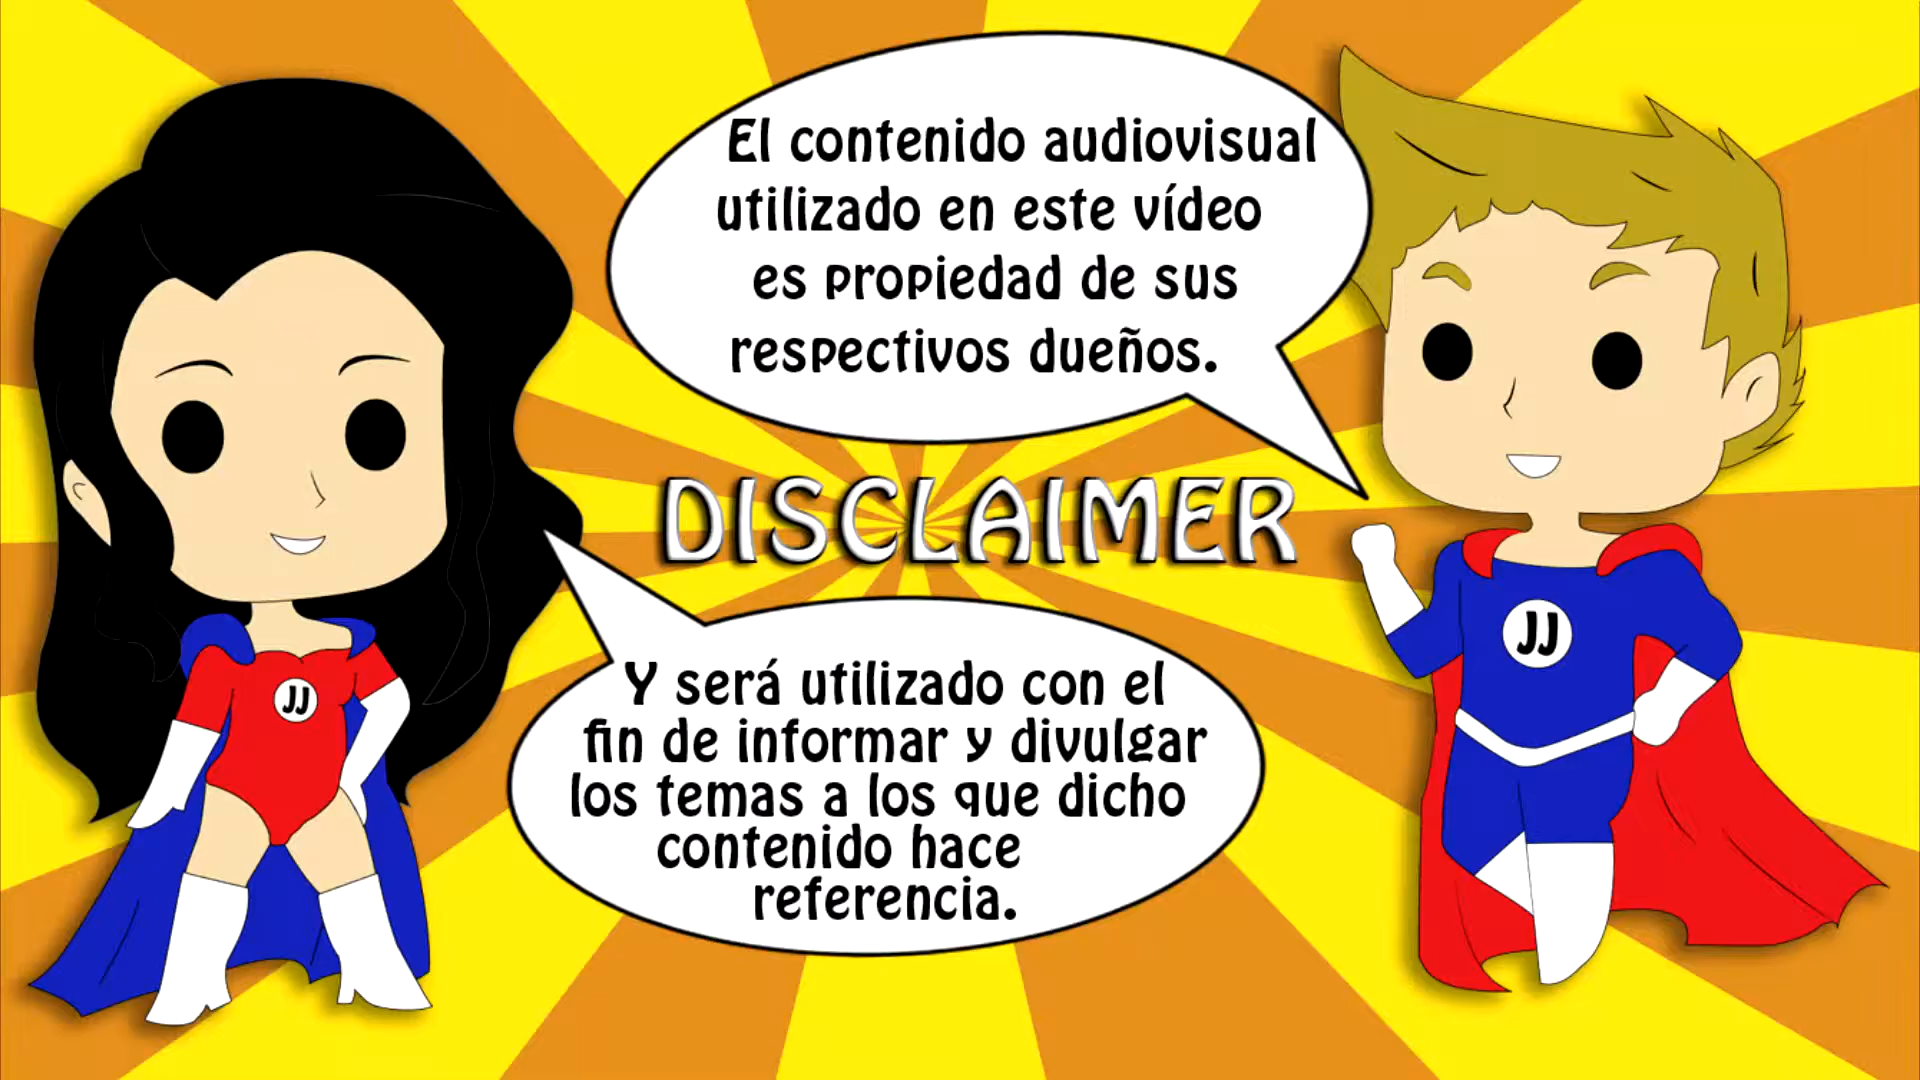 El contenido audiovisual
utilizado en este vídeo
es propiedad de sus
respectivos dueños.
DISCLAIMER
Y será utilizado con el
fin de informar y divulgar
los temas a los que dicho
contenido hace
referencia.
JJ
JJ